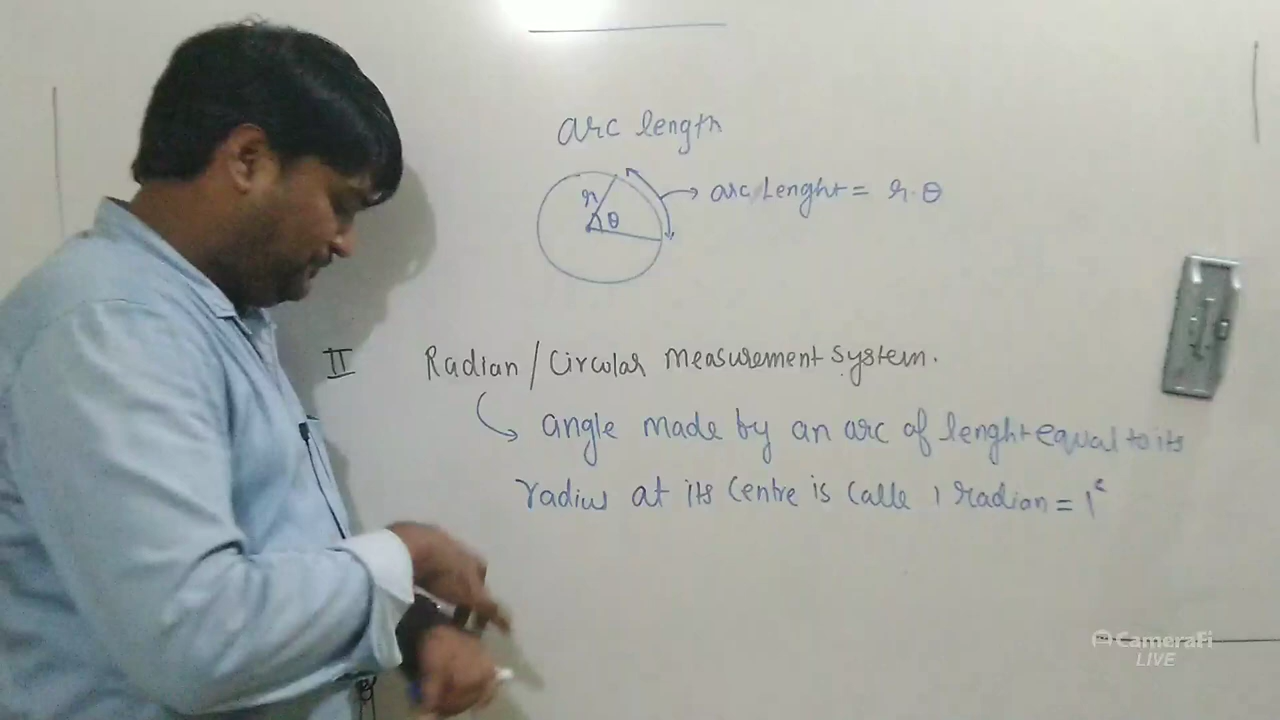 arc length
r
θ
arc Lenght = r·θ
II Radian / Circular measurement system.
angle made by an arc of lenght equal to its
radius at its Centre is Calle 1 radian = 1ᶜ
CameraFi
LIVE